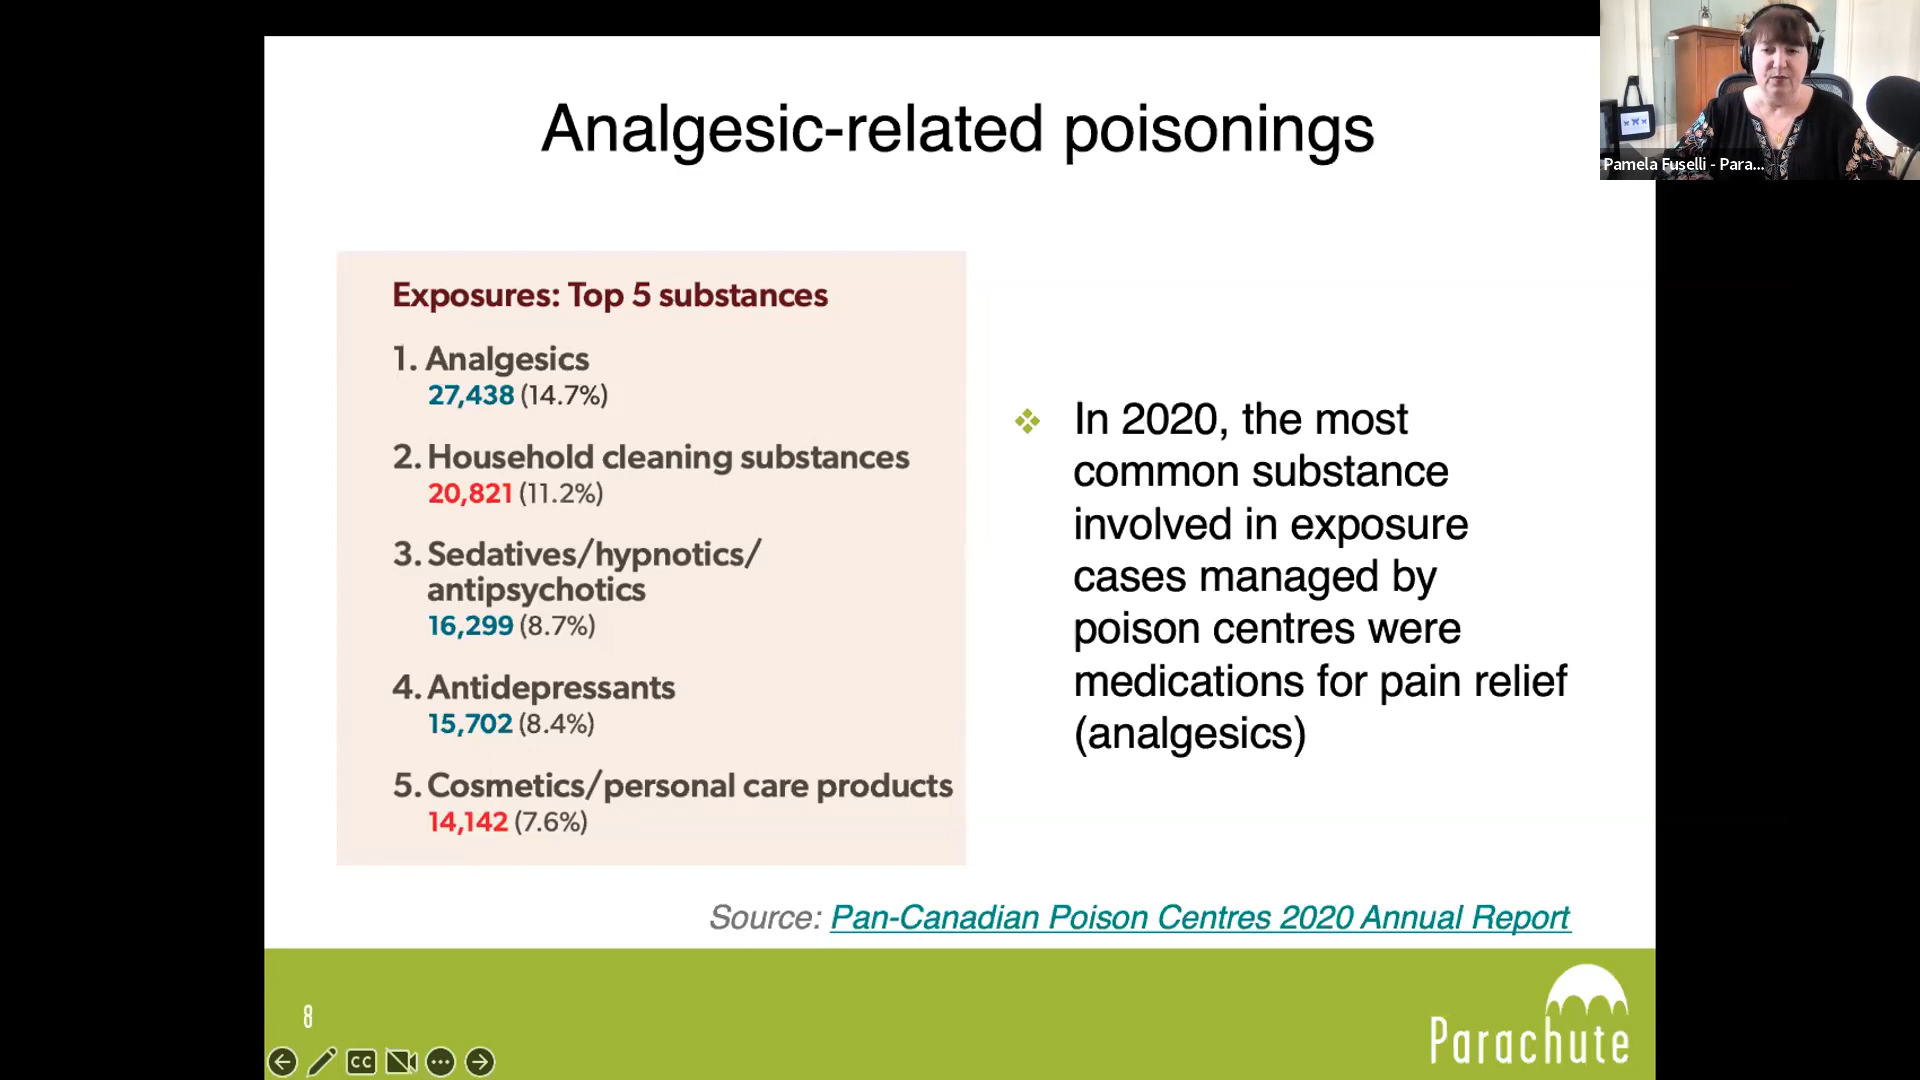 Analgesic-related poisonings
Pamela Fuselli - Para...
Exposures: Top 5 substances
1. Analgesics
27,438 (14.7%)
2. Household cleaning substances
20,821 (11.2%)
3. Sedatives/hypnotics/
antipsychotics
16,299 (8.7%)
4. Antidepressants
15,702 (8.4%)
5. Cosmetics/personal care products
14,142 (7.6%)
❖ In 2020, the most
common substance
involved in exposure
cases managed by
poison centres were
medications for pain relief
(analgesics)
Source: Pan-Canadian Poison Centres 2020 Annual Report
8
Parachute
CC